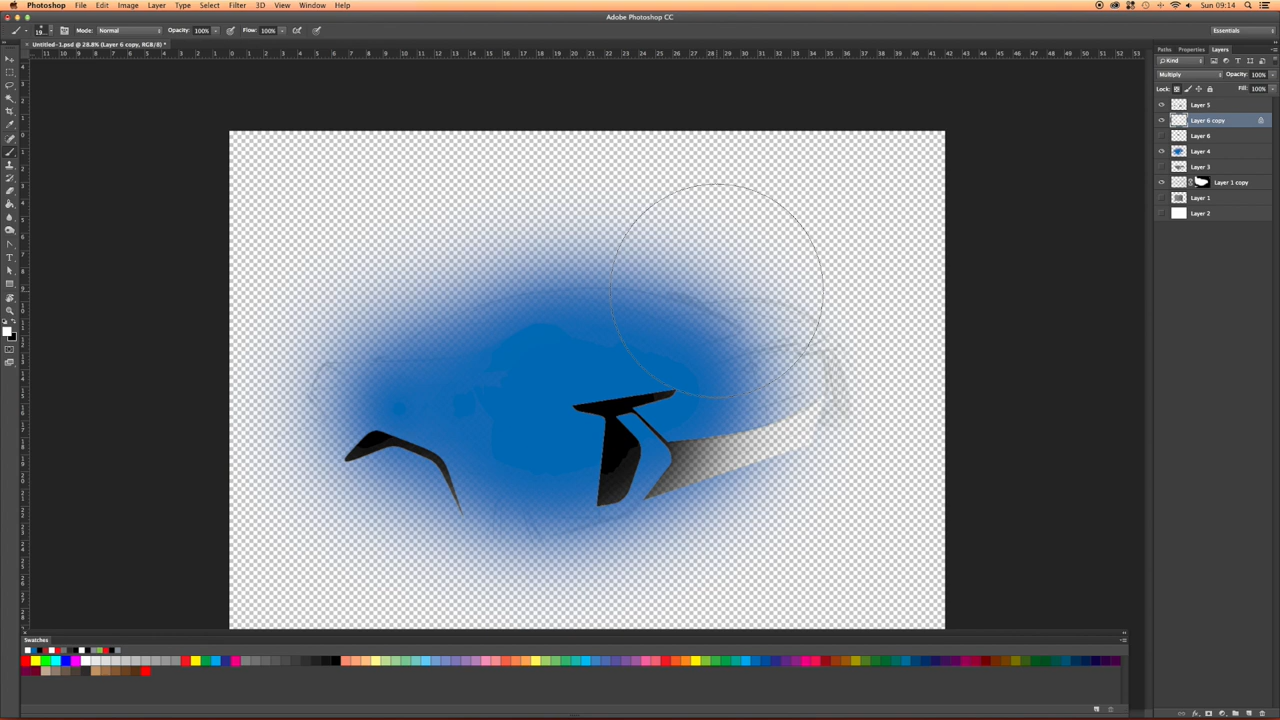 Photoshop File Edit Image Layer Type Select Filter 3D View Window Help Sun 09:14
Adobe Photoshop CC
Mode: Normal Opacity: 100% Flow: 100% Essentials
Untitled-1.psd @ 28.8% (Layer 6 copy, RGB/8) *
Paths Properties Layers
Kind
Multiply Opacity: 100%
Lock: Fill: 100%
Layer 5
Layer 6 copy
Layer 6
Layer 4
Layer 3
Layer 1 copy
Layer 1
Layer 2
Swatches